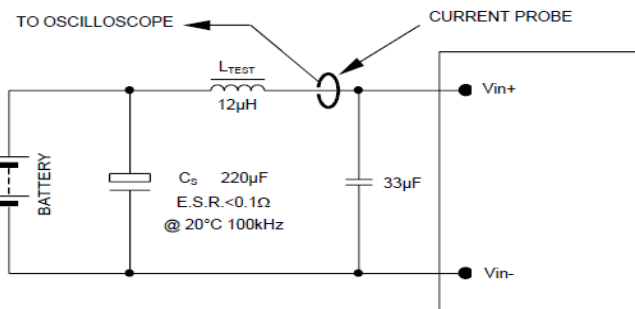 TO OSCILLOSCOPE
CURRENT PROBE
LTEST
12μH
Vin+
BATTERY
Cs 220μF
E.S.R.<0.1Ω
@ 20°C 100kHz
33μF
Vin-